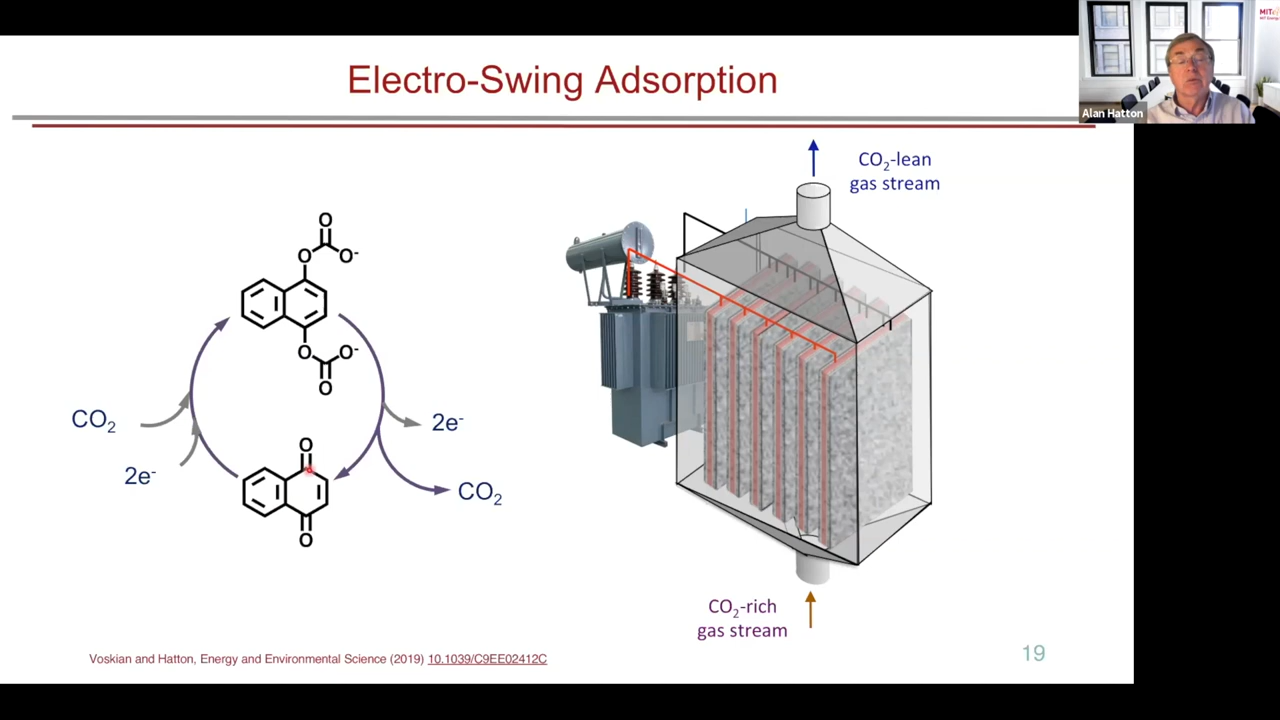 Electro-Swing Adsorption
MIT
Alan Hatton
CO₂-lean
gas stream
O
O
O⁻
O
O⁻
O
CO₂
2e⁻
2e⁻
CO₂
O
O
CO₂-rich
gas stream
Voskian and Hatton, Energy and Environmental Science (2019) 10.1039/C9EE02412C
19